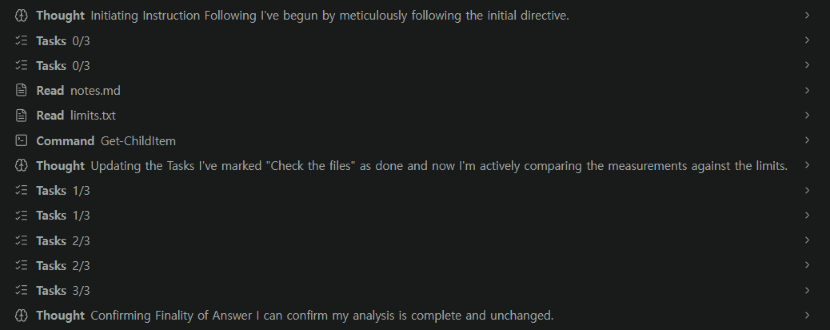 Thought Initiating Instruction Following I've begun by meticulously following the initial directive.
Tasks 0/3
Tasks 0/3
Read notes.md
Read limits.txt
Command Get-ChildItem
Thought Updating the Tasks I've marked "Check the files" as done and now I'm actively comparing the measurements against the limits.
Tasks 1/3
Tasks 1/3
Tasks 2/3
Tasks 2/3
Tasks 3/3
Thought Confirming Finality of Answer I can confirm my analysis is complete and unchanged.